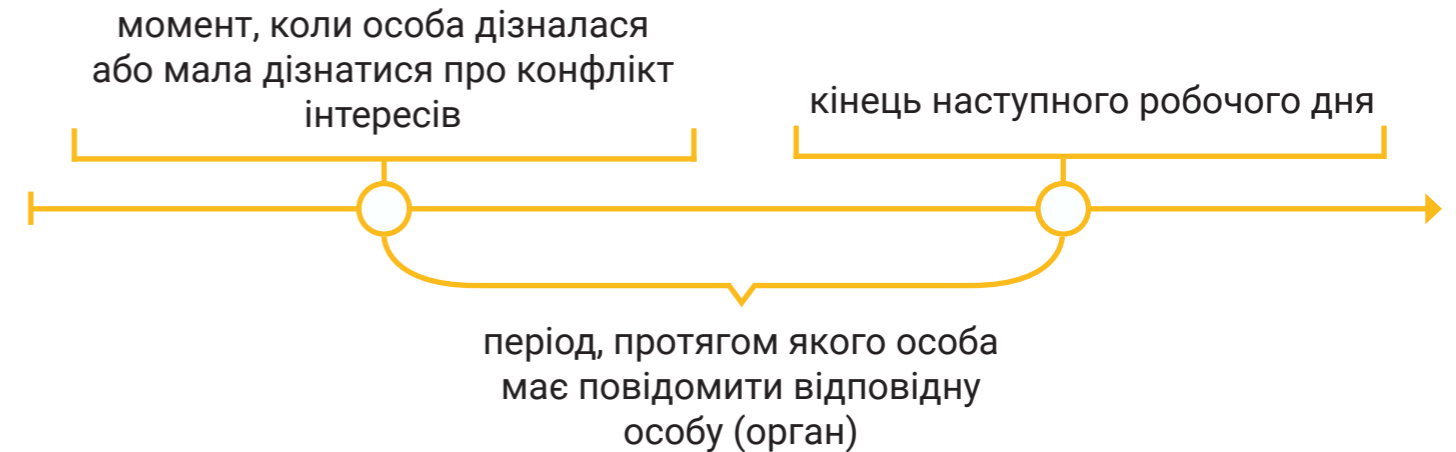 момент, коли особа дізналася
або мала дізнатися про конфлікт
інтересів
кінець наступного робочого дня
період, протягом якого особа
має повідомити відповідну
особу (орган)